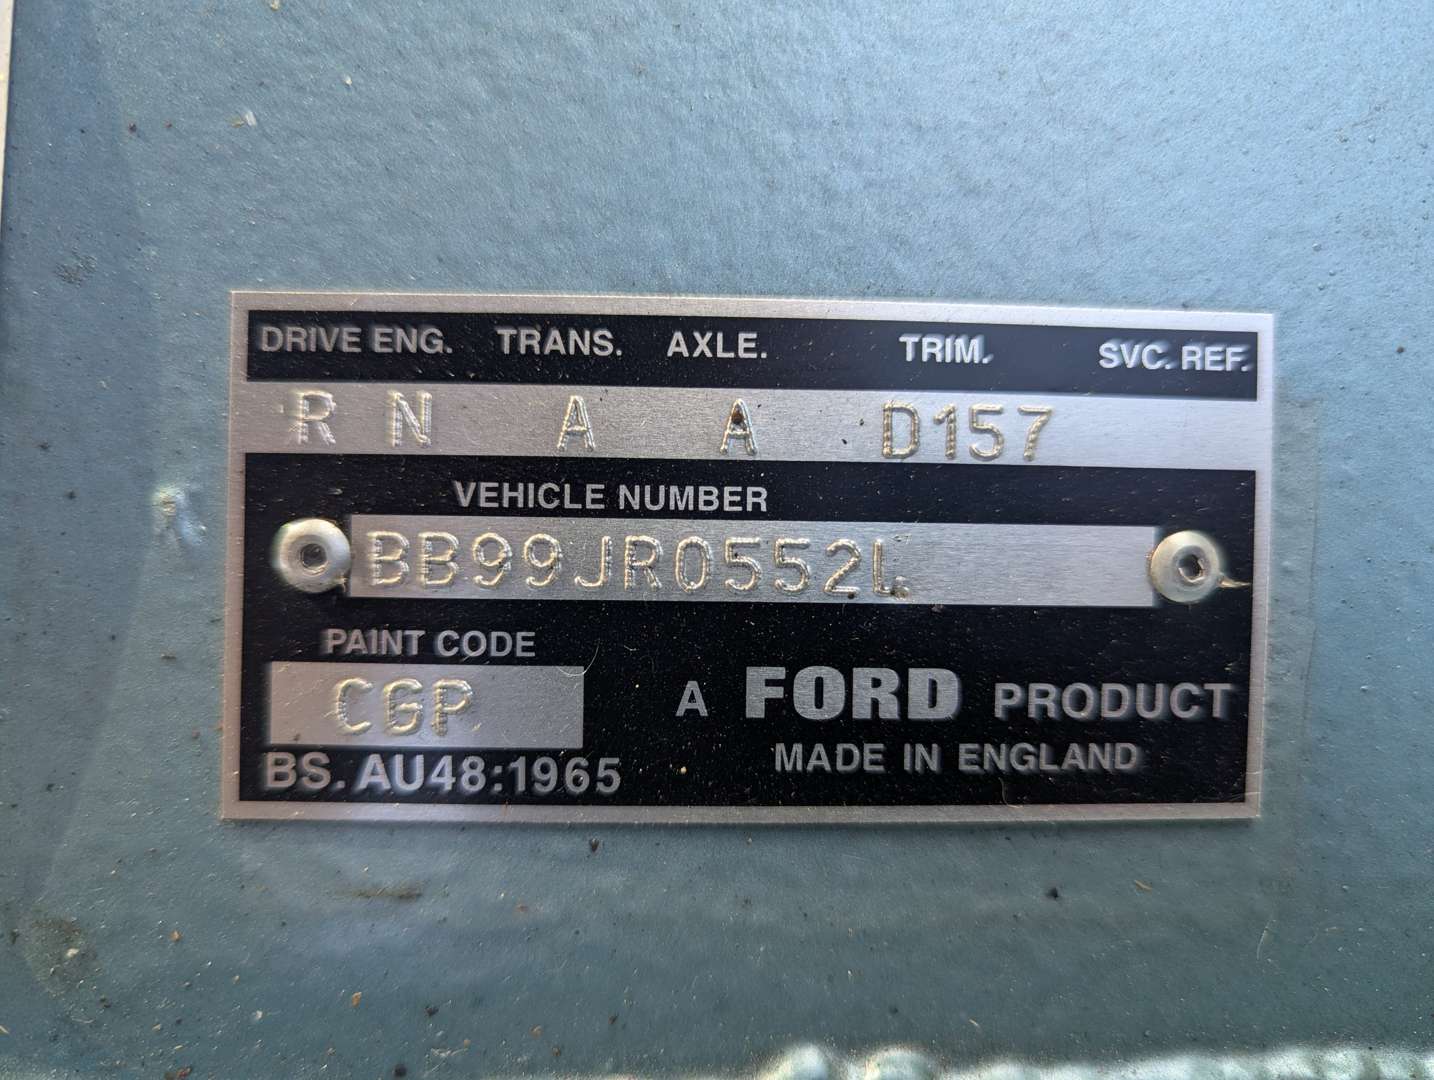 DRIVE ENG. TRANS. AXLE. TRIM. SVC. REF.
R N A A D157
VEHICLE NUMBER
BB99JR0552L
PAINT CODE
CGP
A FORD PRODUCT
BS. AU48:1965
MADE IN ENGLAND